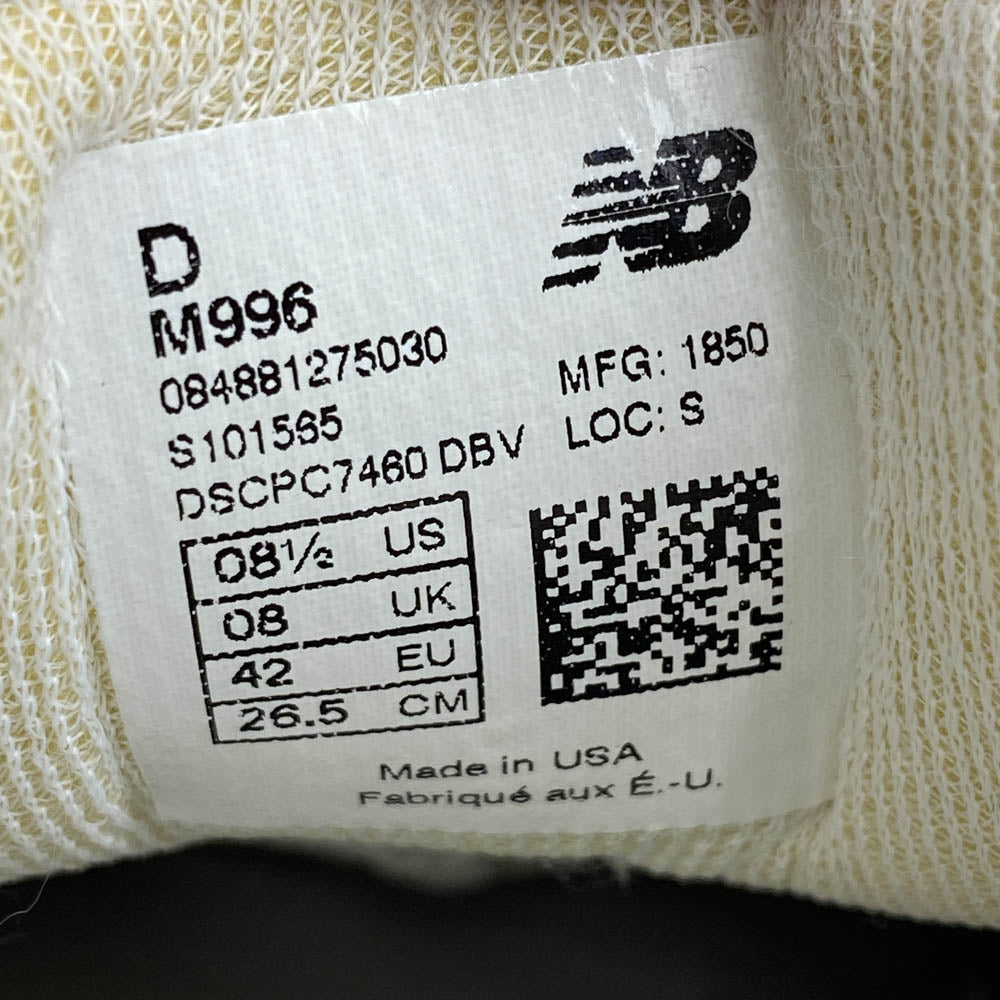 NB
D
M996
084881275030
S101565
DSCPC7460 DBV
MFG: 1850
LOC: S
08½ US
08 UK
42 EU
26.5 CM
Made in USA
Fabriqué aux É.-U.